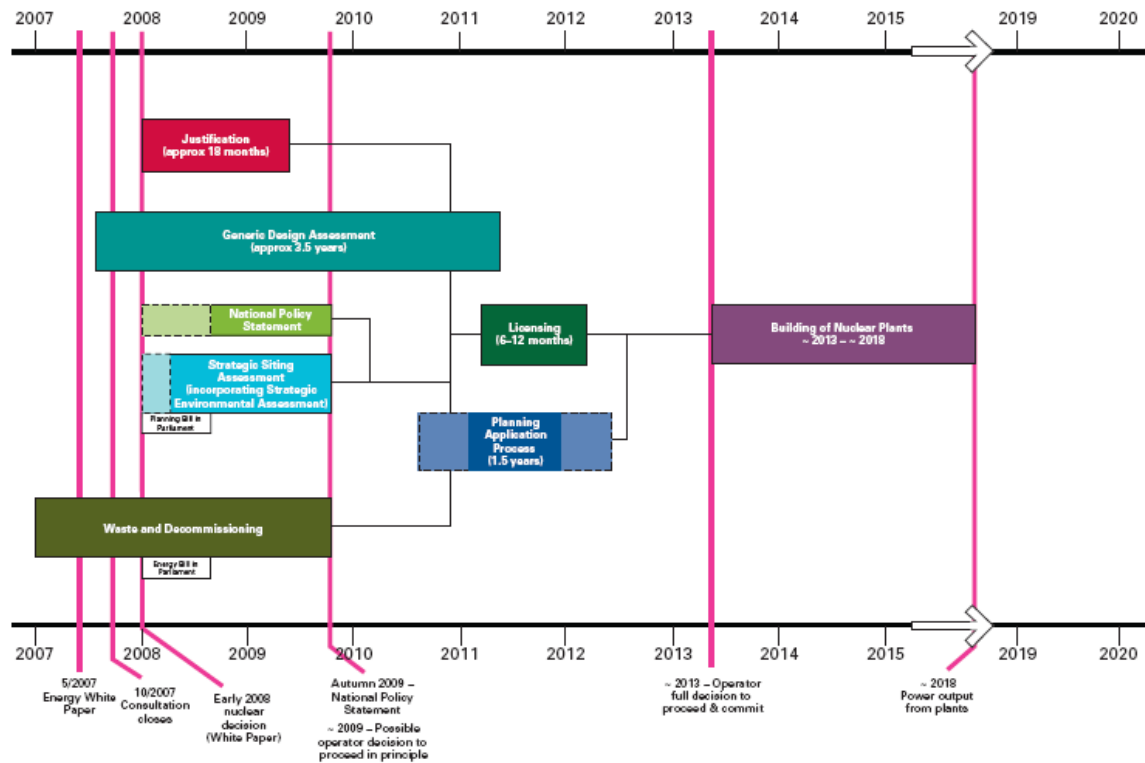 2007 2008 2009 2010 2011 2012 2013 2014 2015 2019 2020
Justification
(approx 18 months)
Generic Design Assessment
(approx 3.5 years)
National Policy
Statement
Licensing
(6–12 months)
Building of Nuclear Plants
~ 2013 – ~ 2018
Strategic Siting
Assessment
(incorporating Strategic
Environmental Assessment)
Planning Bill in
Parliament
Planning
Application
Process
(1.5 years)
Waste and Decommissioning
Energy Bill in
Parliament
2007 2008 2009 2010 2011 2012 2013 2014 2015 2019 2020
5/2007
Energy White
Paper
10/2007
Consultation
closes
Early 2008
nuclear
decision
(White Paper)
Autumn 2009 –
National Policy
Statement
~ 2009 – Possible
operator decision to
proceed in principle
~ 2013 – Operator
full decision to
proceed & commit
~ 2018
Power output
from plants